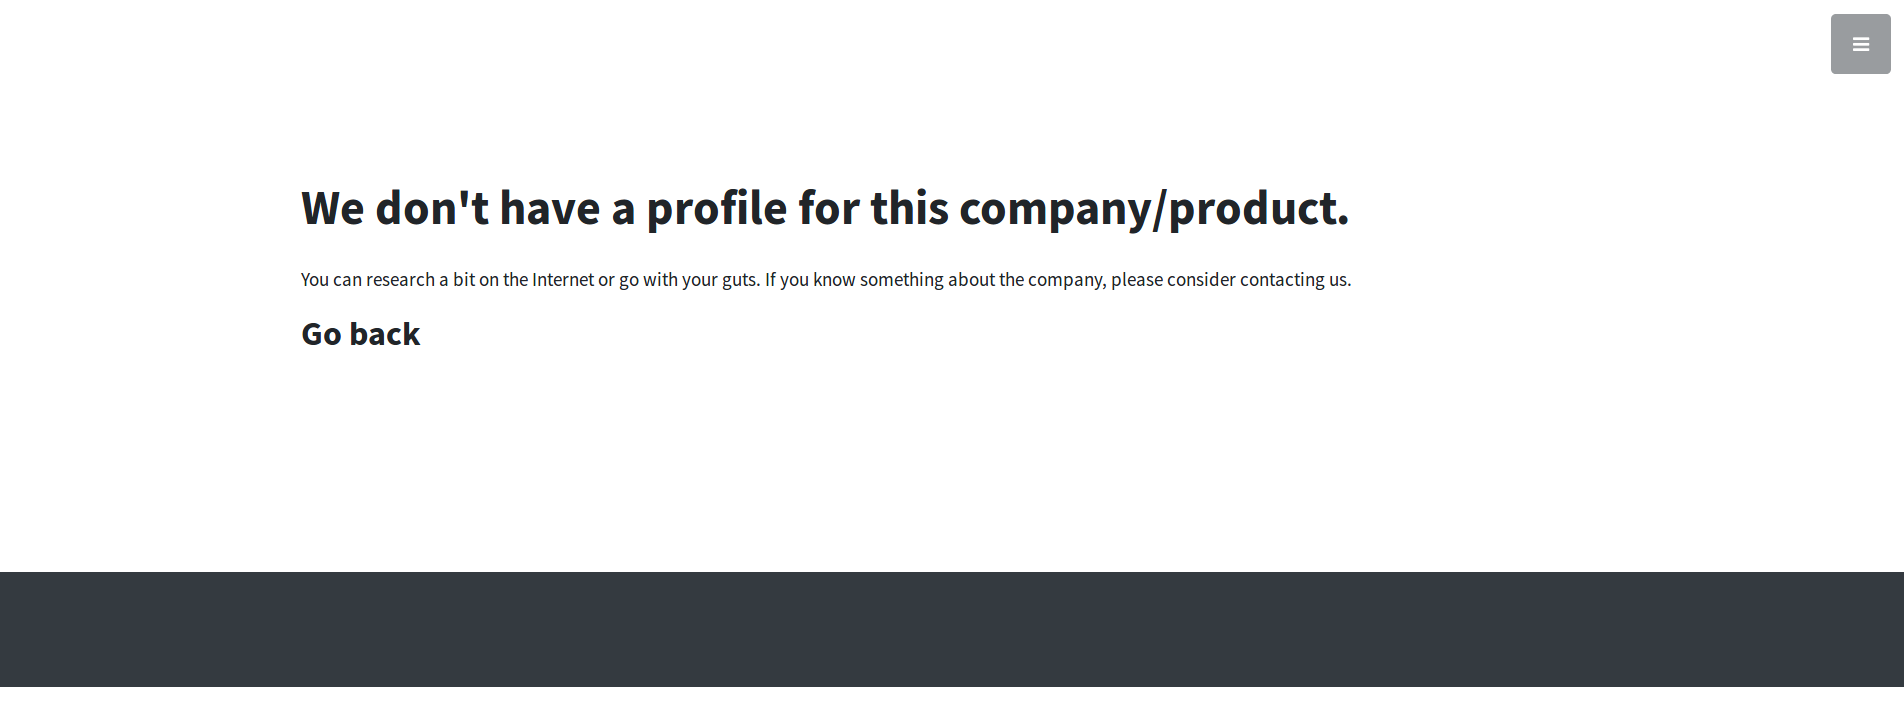 We don't have a profile for this company/product.
You can research a bit on the Internet or go with your guts. If you know something about the company, please consider contacting us.
Go back